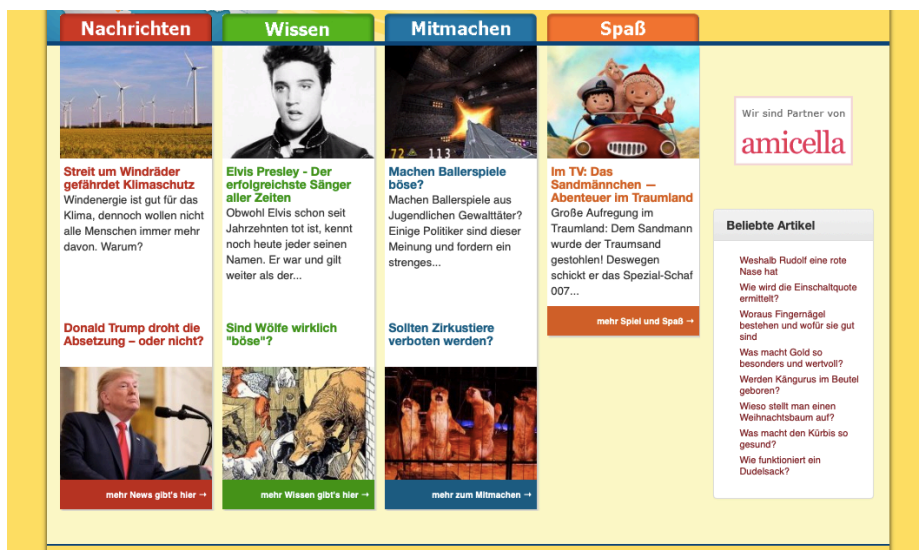 Nachrichten
Wissen
Mitmachen
Spaß
Streit um Windräder
gefährdet Klimaschutz
Windenergie ist gut für das
Klima, dennoch wollen nicht
alle Menschen immer mehr
davon. Warum?
Donald Trump droht die
Absetzung – oder nicht?
mehr News gibt's hier →
Elvis Presley - Der
erfolgreichste Sänger
aller Zeiten
Obwohl Elvis schon seit
Jahrzehnten tot ist, kennt
noch heute jeder seinen
Namen. Er war und gilt
weiter als der...
Sind Wölfe wirklich
"böse"?
mehr Wissen gibt's hier →
72 113
Machen Ballerspiele
böse?
Machen Ballerspiele aus
Jugendlichen Gewalttäter?
Einige Politiker sind dieser
Meinung und fordern ein
strenges...
Sollten Zirkustiere
verboten werden?
mehr zum Mitmachen →
Im TV: Das
Sandmännchen —
Abenteuer im Traumland
Große Aufregung im
Traumland: Dem Sandmann
wurde der Traumsand
gestohlen! Deswegen
schickt er das Spezial-Schaf
007...
mehr Spiel und Spaß →
Wir sind Partner von
amicella
Beliebte Artikel
Weshalb Rudolf eine rote
Nase hat
Wie wird die Einschaltquote
ermittelt?
Woraus Fingernägel
bestehen und wofür sie gut
sind
Was macht Gold so
besonders und wertvoll?
Werden Kängurus im Beutel
geboren?
Wieso stellt man einen
Weihnachtsbaum auf?
Was macht den Kürbis so
gesund?
Wie funktioniert ein
Dudelsack?